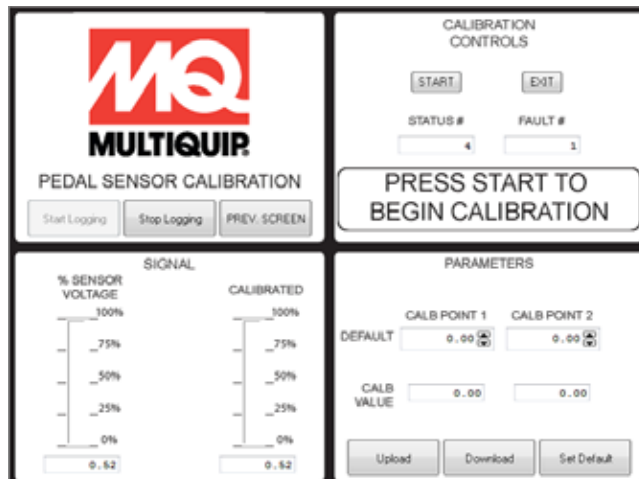 MQ
MULTIQUIP.
PEDAL SENSOR CALIBRATION
Start Logging Stop Logging PREV. SCREEN
CALIBRATION
CONTROLS
START EXIT
STATUS # FAULT #
4 1
PRESS START TO
BEGIN CALIBRATION
SIGNAL
% SENSOR
VOLTAGE CALIBRATED
100% 100%
75% 75%
50% 50%
25% 25%
0% 0%
0.52 0.52
PARAMETERS
CALB POINT 1 CALB POINT 2
DEFAULT 0.00 0.00
CALB
VALUE 0.00 0.00
Upload Download Set Default